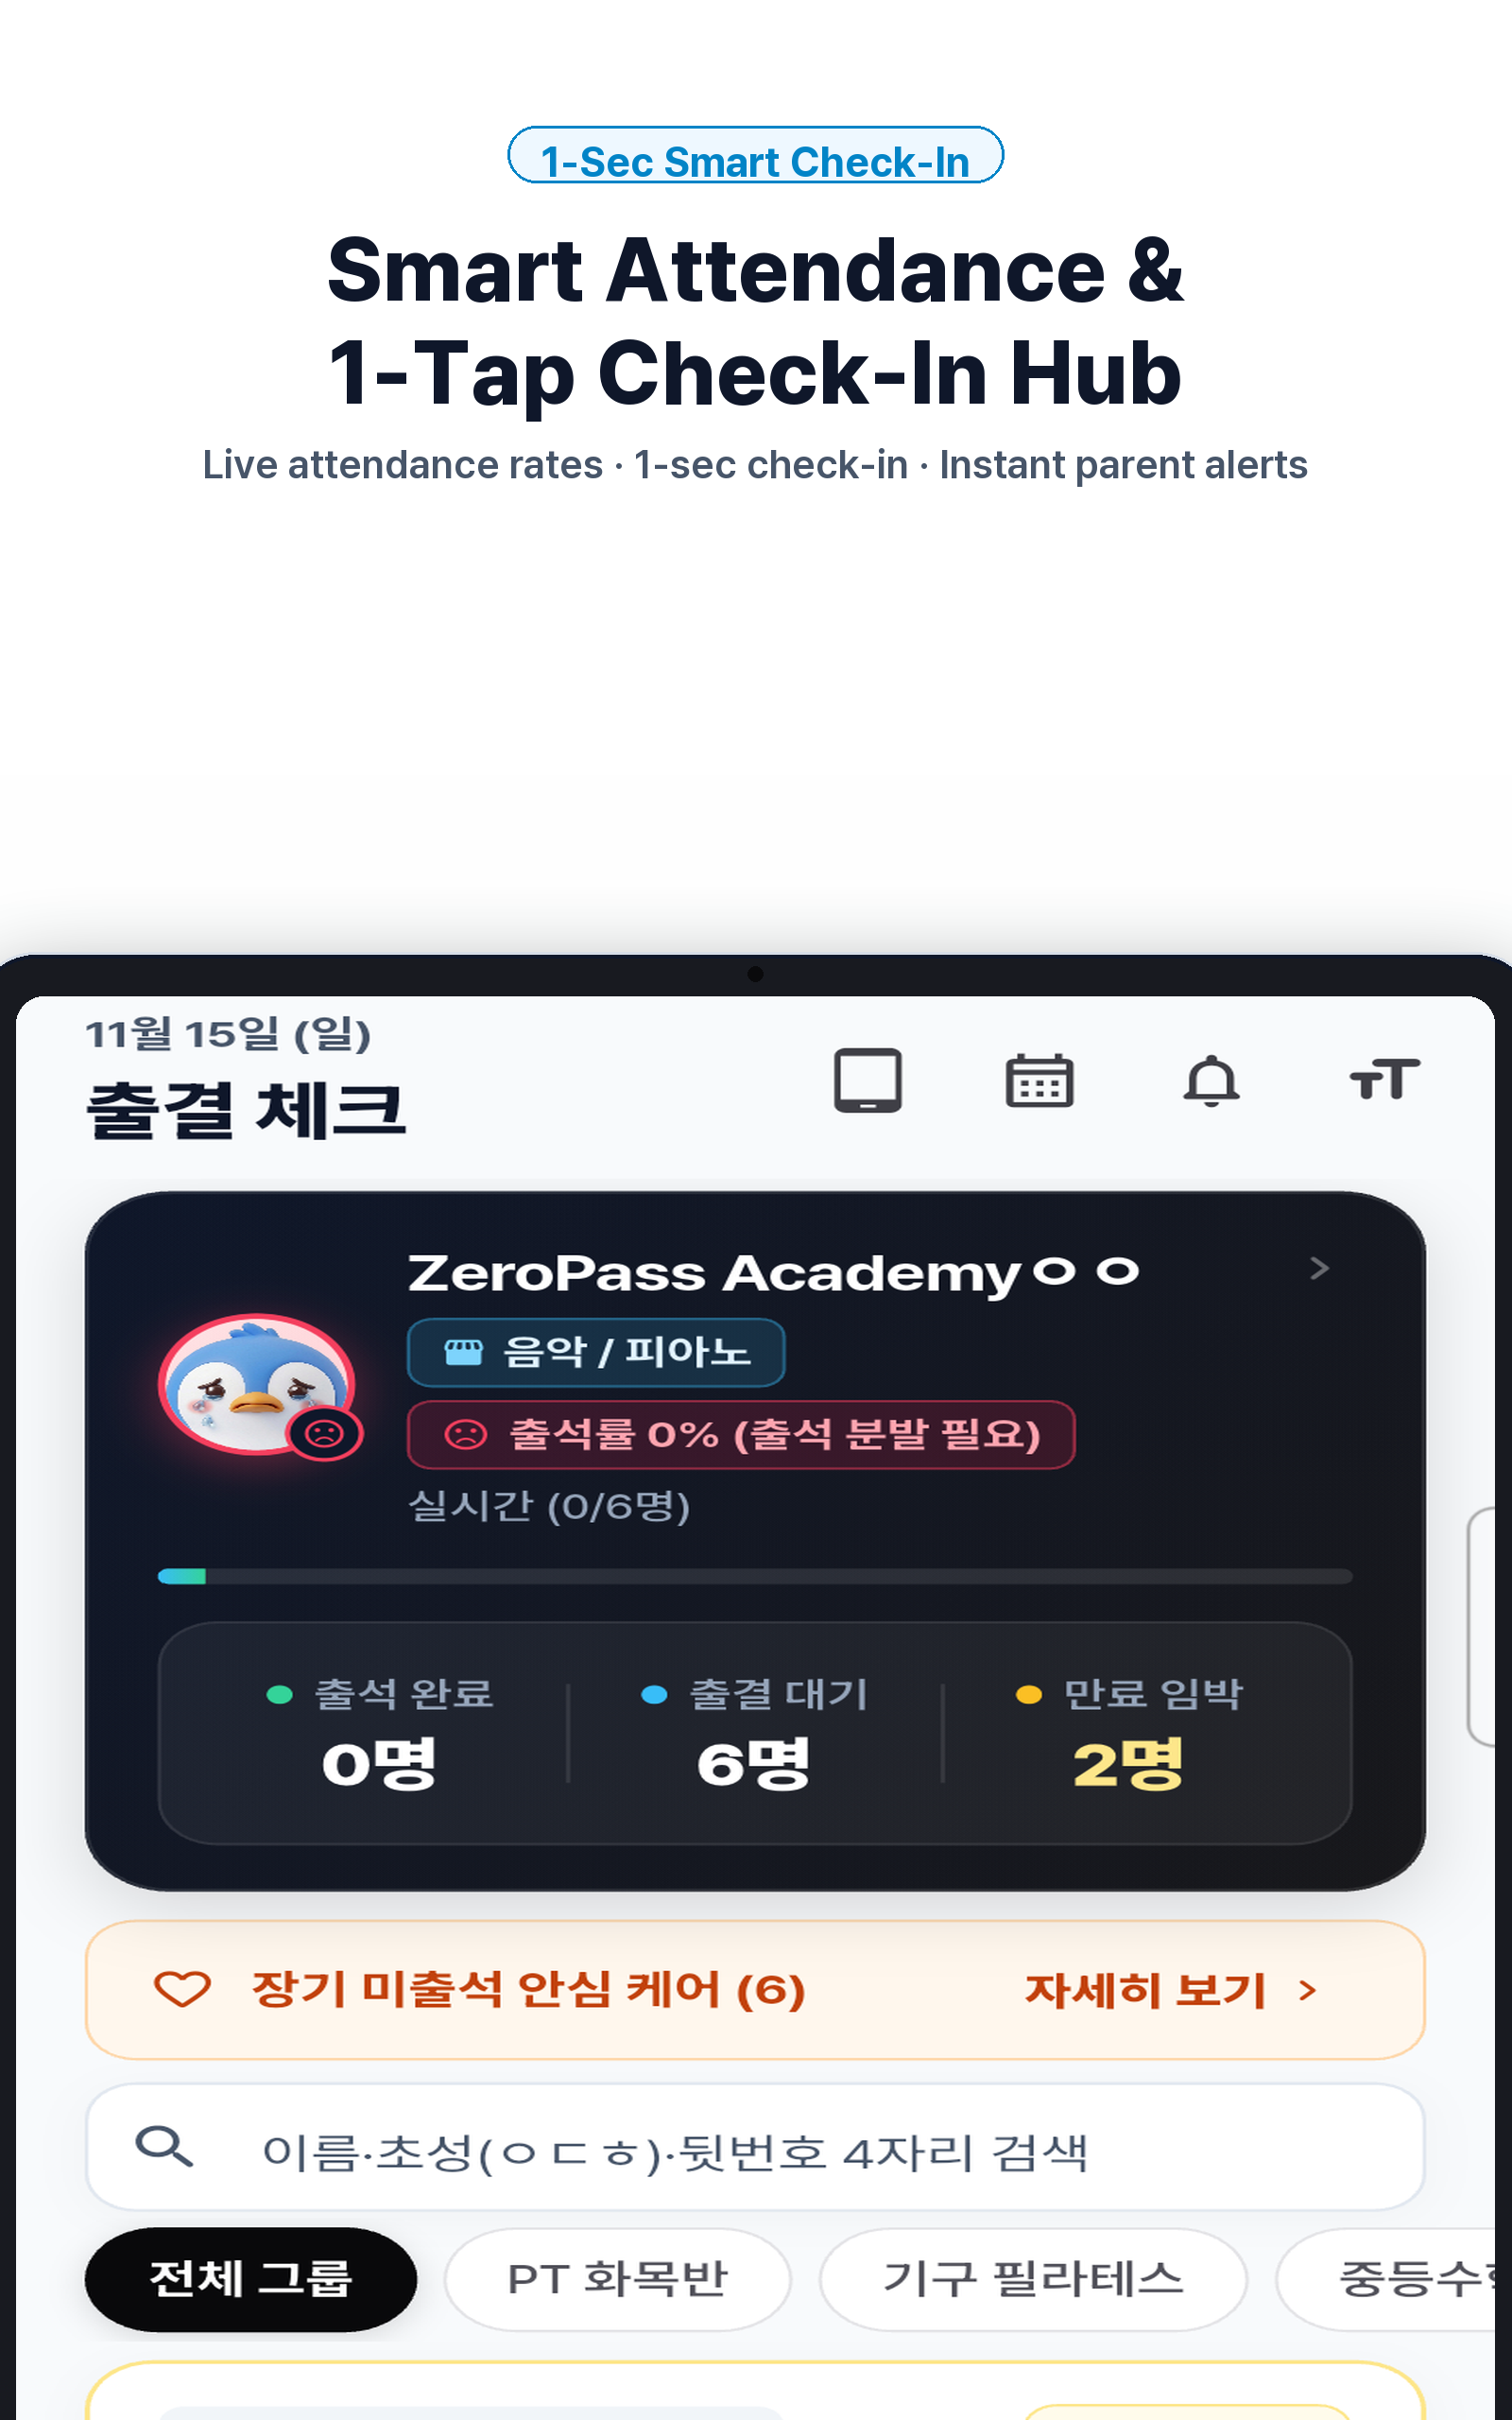 1-Sec Smart Check-In
Smart Attendance &
1-Tap Check-In Hub
Live attendance rates · 1-sec check-in · Instant parent alerts
11월 15일 (일)
출결 체크
ZeroPass Academyㅇㅇ
음악 / 피아노
출석률 0% (출석 분발 필요)
실시간 (0/6명)
출석 완료
0명
출결 대기
6명
만료 임박
2명
장기 미출석 안심 케어 (6)
자세히 보기
이름·초성(ㅇㄷㅎ)·뒷번호 4자리 검색
전체 그룹
PT 화목반
기구 필라테스
중등수